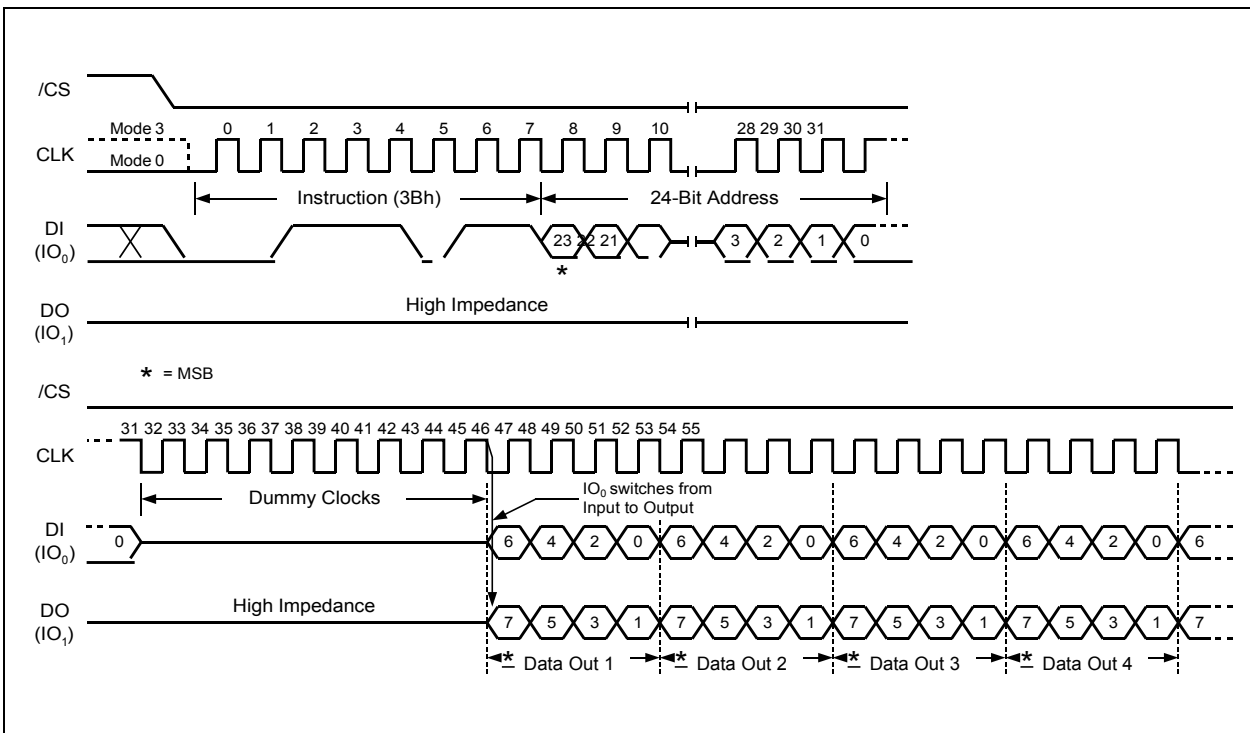 /CS
Mode 3 0 1 2 3 4 5 6 7 8 9 10 28 29 30 31
CLK
Mode 0
Instruction (3Bh) 24-Bit Address
DI
(IO0)
23 22 21 3 2 1 0
*
High Impedance
DO
(IO1)
* = MSB
/CS
31 32 33 34 35 36 37 38 39 40 41 42 43 44 45 46 47 48 49 50 51 52 53 54 55
CLK
Dummy Clocks
IO0 switches from
Input to Output
DI
(IO0)
0 6 4 2 0 6 4 2 0 6 4 2 0 6 4 2 0 6
High Impedance
DO
(IO1)
7 5 3 1 7 5 3 1 7 5 3 1 7 5 3 1 7
* Data Out 1 * Data Out 2 * Data Out 3 * Data Out 4